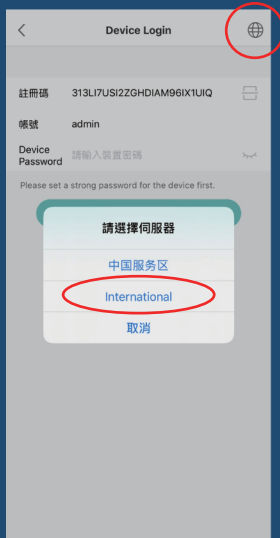 Device Login
註冊碼 313LI7USI2ZGHDIAM96IX1UIQ
帳號 admin
Device
Password 請輸入裝置密碼
Please set a strong password for the device first.
請選擇伺服器
中国服务区
International
取消